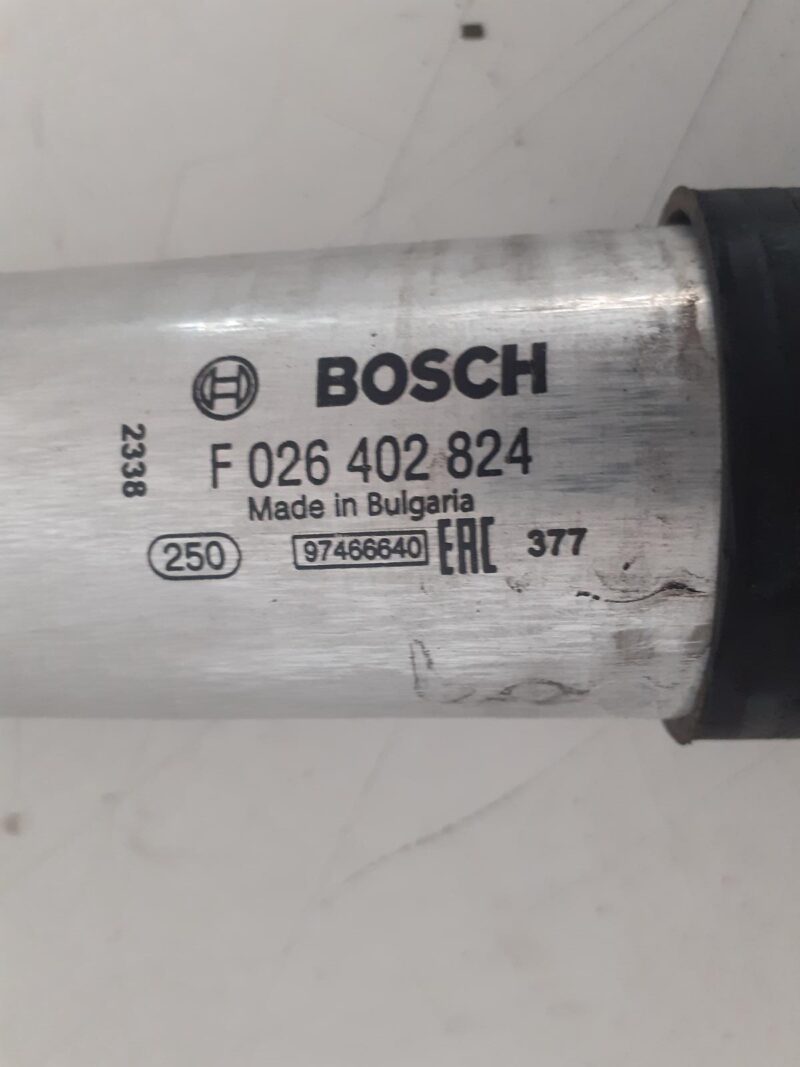 BOSCH
2338
F 026 402 824
Made in Bulgaria
250 97466640 EAC 377